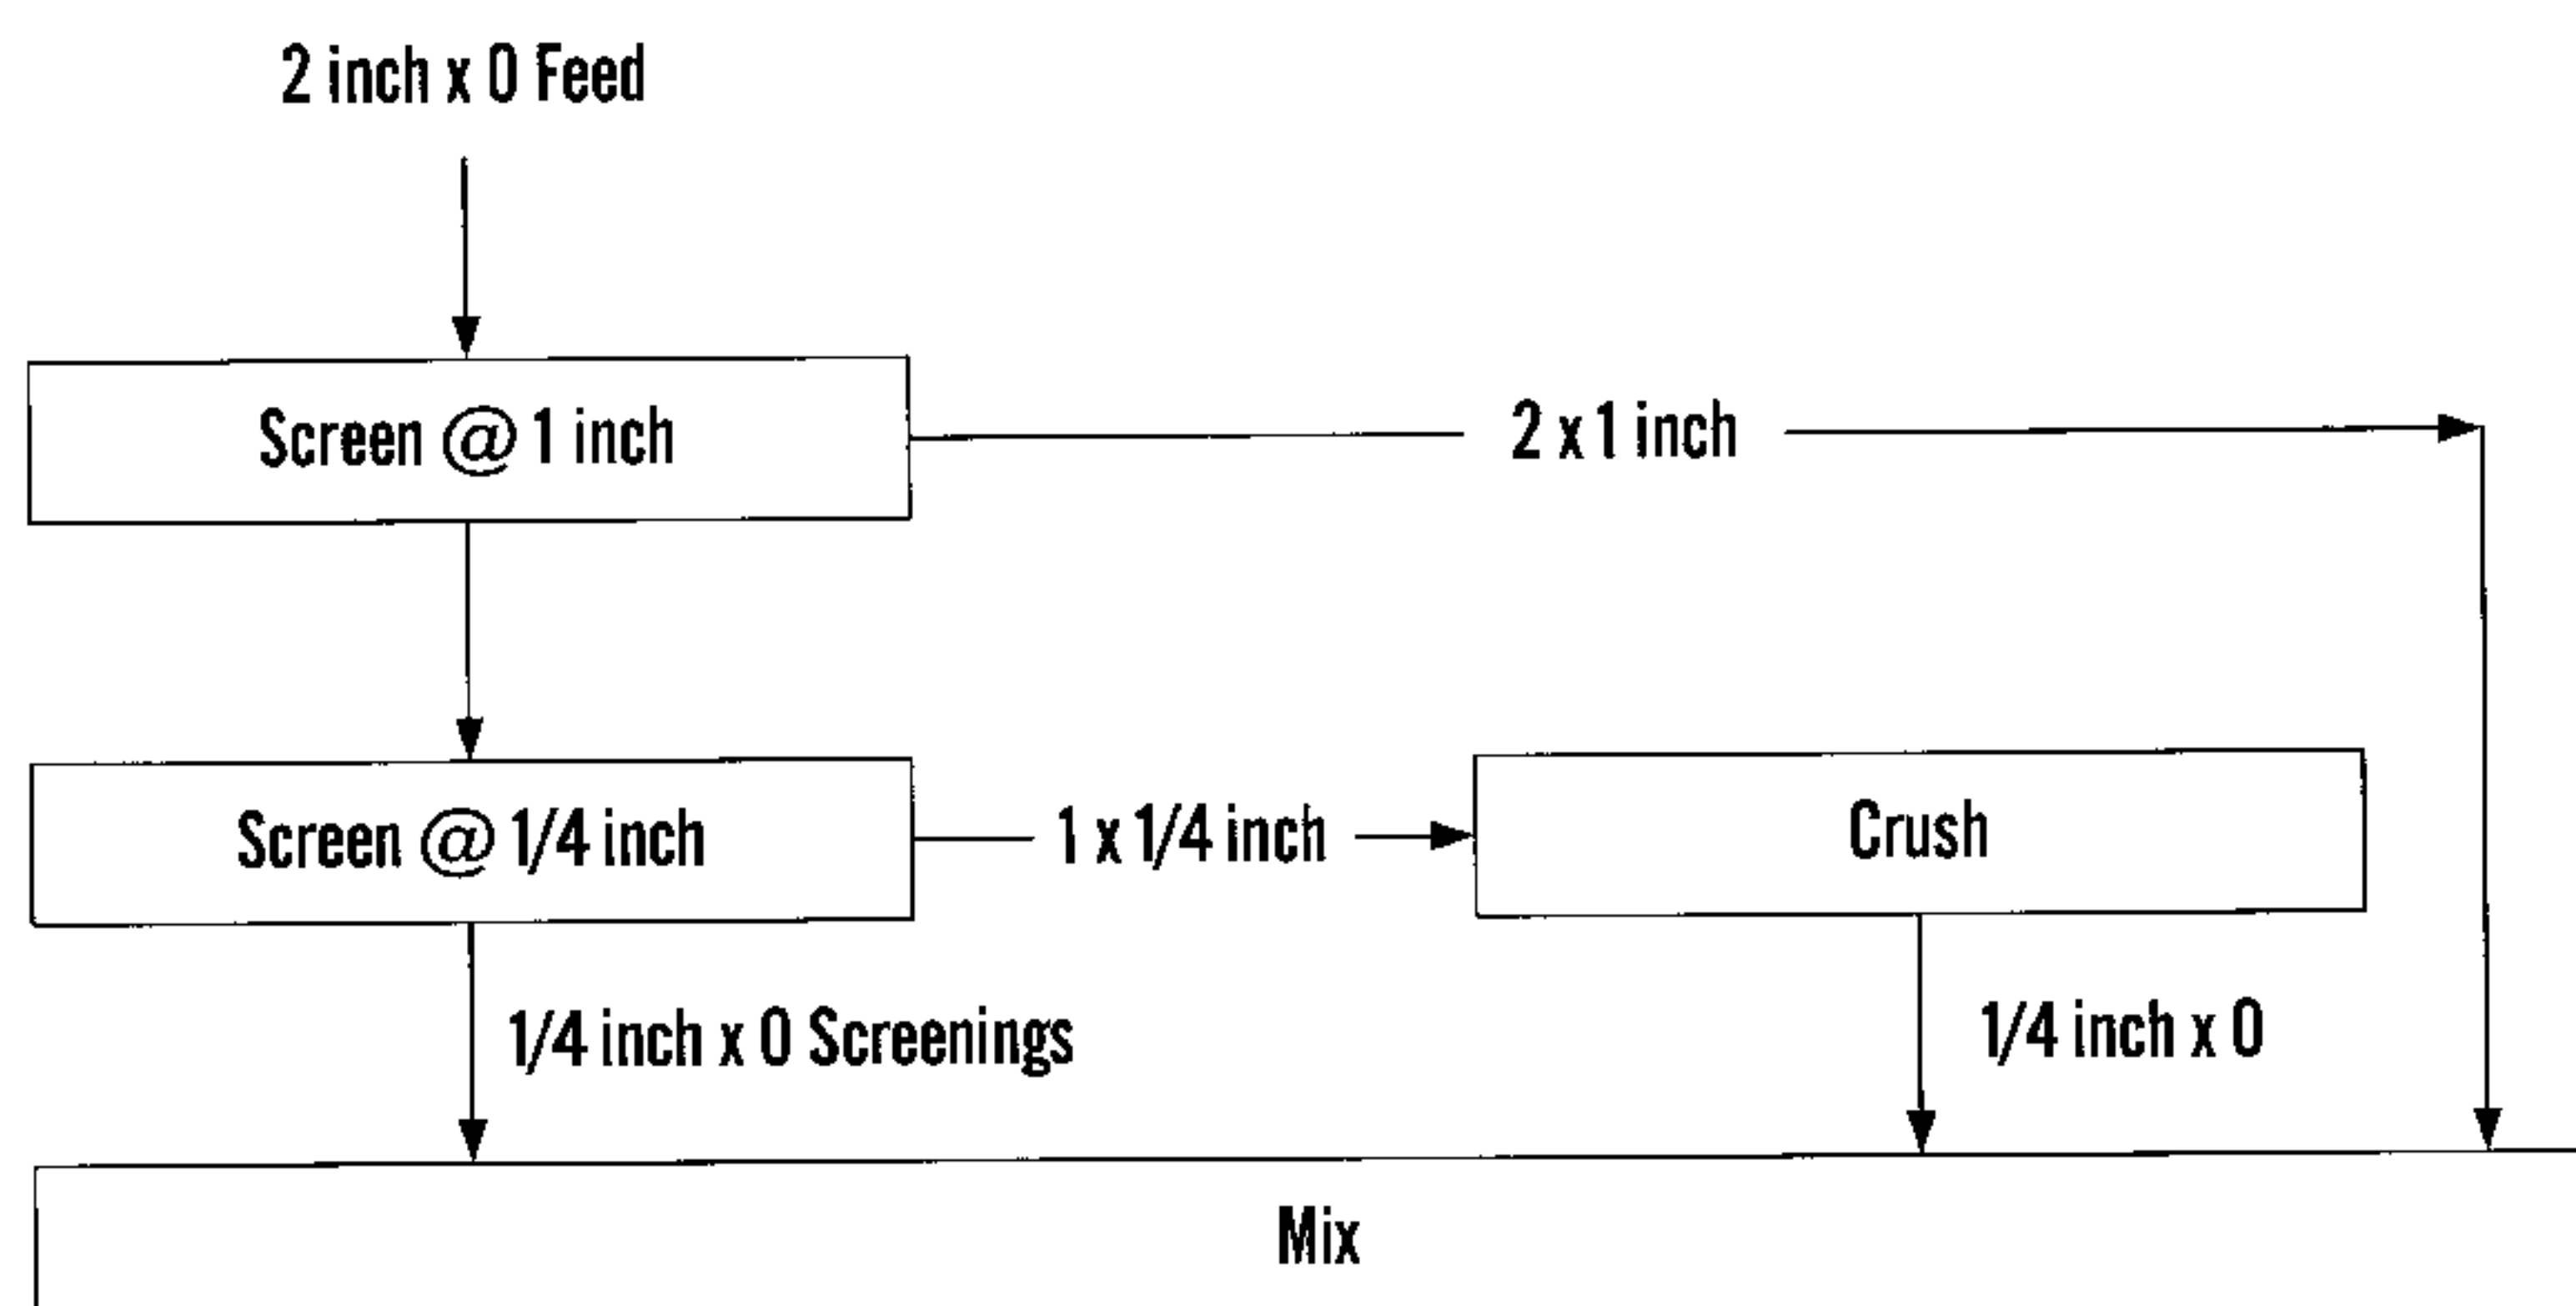 2 inch x 0 Feed
Screen @ 1 inch
2 x 1 inch
Screen @ 1/4 inch
1 x 1/4 inch
Crush
1/4 inch x 0 Screenings
1/4 inch x 0
Mix